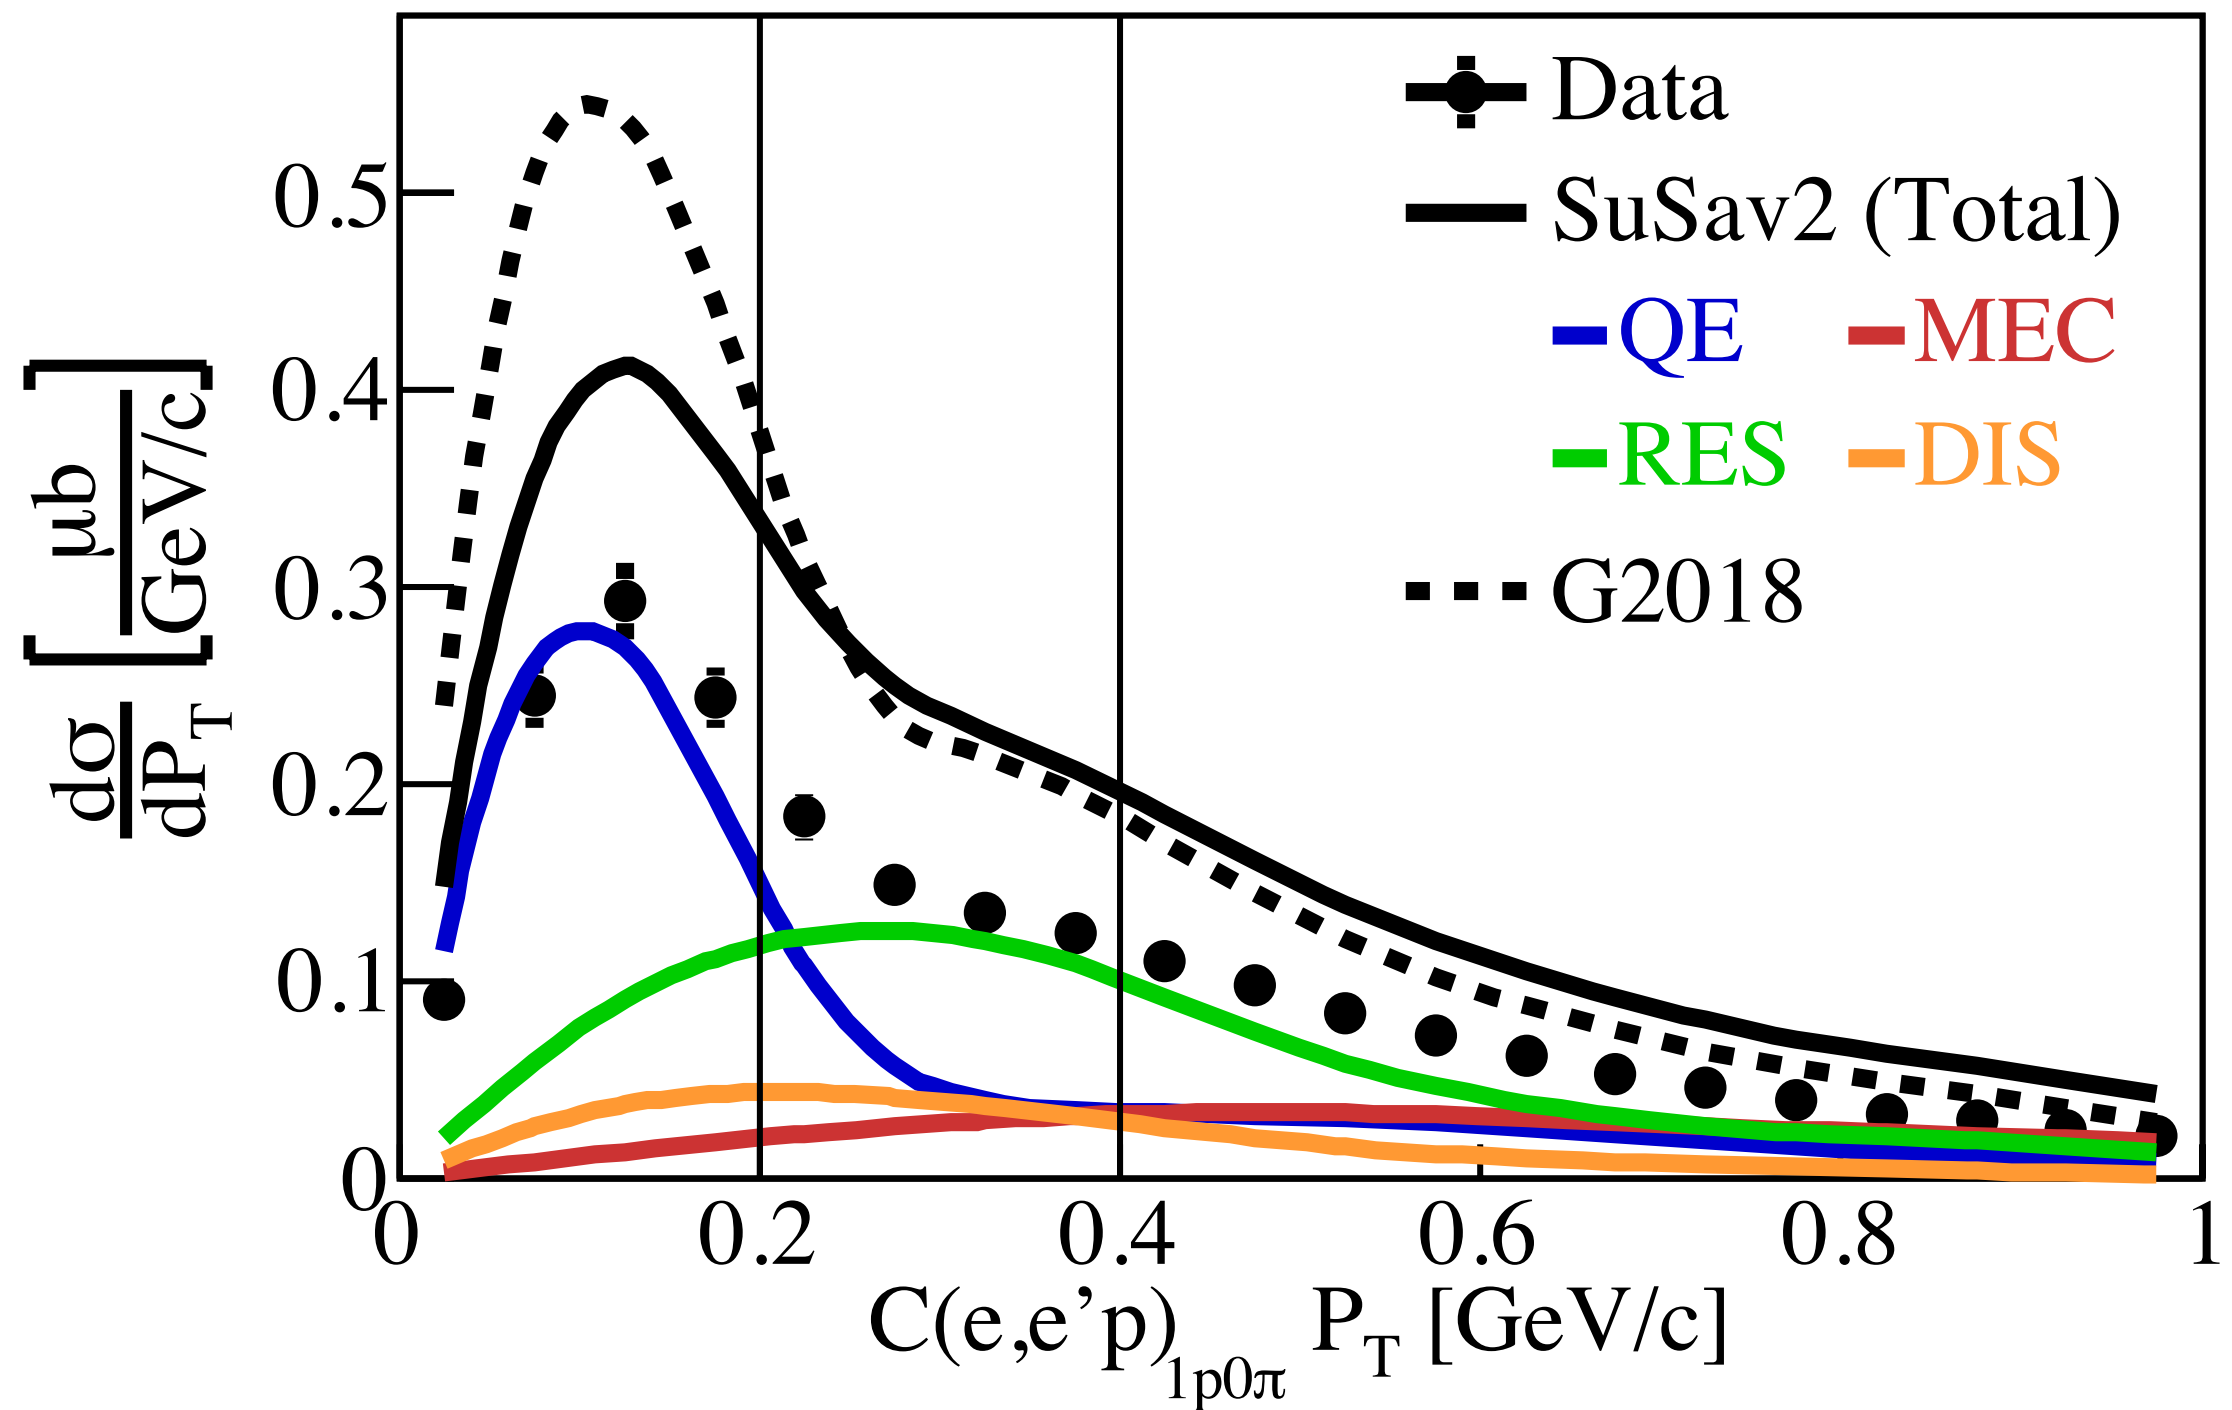 dσ/dP_T [μb/GeV/c]
0.5
0.4
0.3
0.2
0.1
0
0 0.2 0.4 0.6 0.8 1
C(e,e’p)_1p0π P_T [GeV/c]
Data
SuSav2 (Total)
QE MEC
RES DIS
G2018